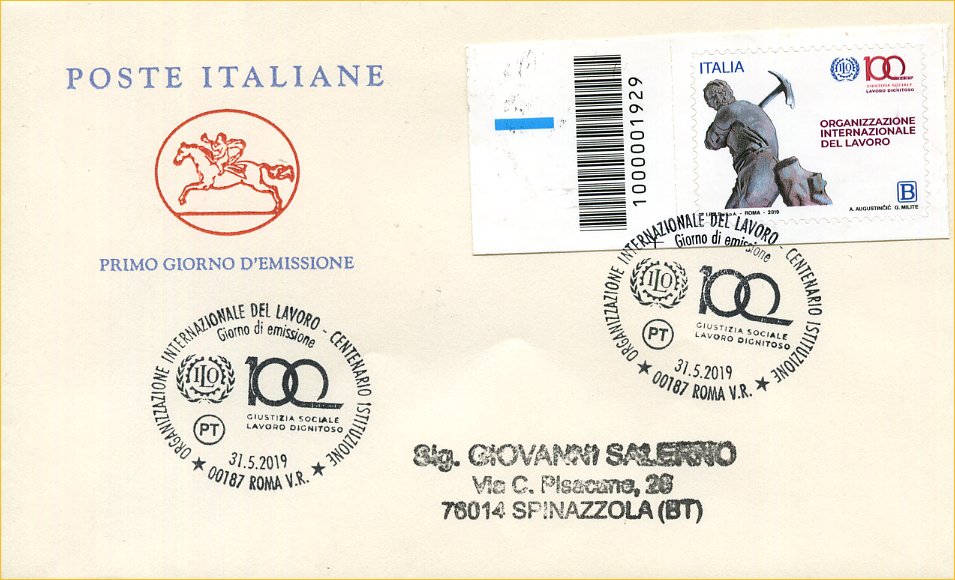 POSTE ITALIANE
PRIMO GIORNO D'EMISSIONE
1000001929
ITALIA
ILO 100
GIUSTIZIA SOCIALE
LAVORO DIGNITOSO
ORGANIZZAZIONE
INTERNAZIONALE
DEL LAVORO
B
ROMA - 2019
A. AUGUSTINČIĆ G. MILITE
ORGANIZZAZIONE INTERNAZIONALE DEL LAVORO - CENTENARIO ISTITUZIONE
Giorno di emissione
ILO 100
GIUSTIZIA SOCIALE
LAVORO DIGNITOSO
PT
31.5.2019
★ 00187 ROMA V.R. ★
ORGANIZZAZIONE INTERNAZIONALE DEL LAVORO - CENTENARIO ISTITUZIONE
Giorno di emissione
ILO 100
GIUSTIZIA SOCIALE
LAVORO DIGNITOSO
PT
31.5.2019
★ 00187 ROMA V.R. ★
Sig. GIOVANNI SALERNO
Via C. Pisacane, 26
76014 SPINAZZOLA (BT)